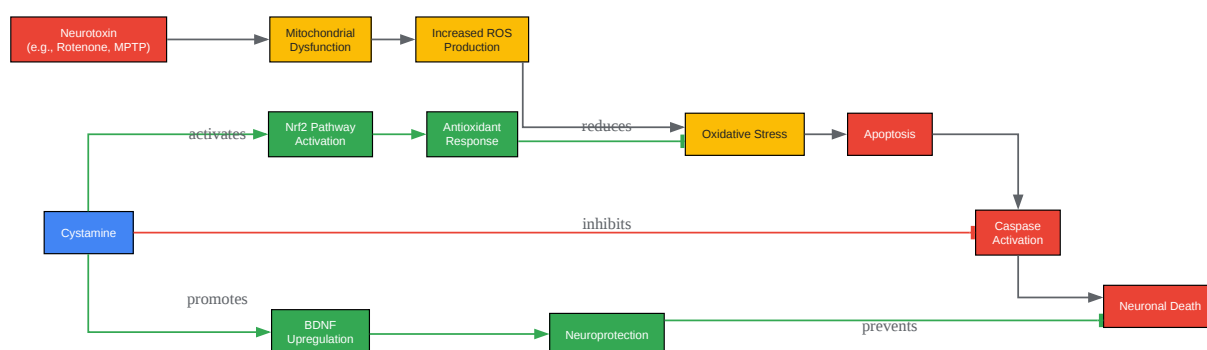 Neurotoxin
(e.g., Rotenone, MPTP)
Mitochondrial
Dysfunction
Increased ROS
Production
activates
Nrf2 Pathway
Activation
Antioxidant
Response
reduces
Oxidative Stress
Apoptosis
Cystamine
inhibits
Caspase
Activation
promotes
BDNF
Upregulation
Neuroprotection
prevents
Neuronal Death